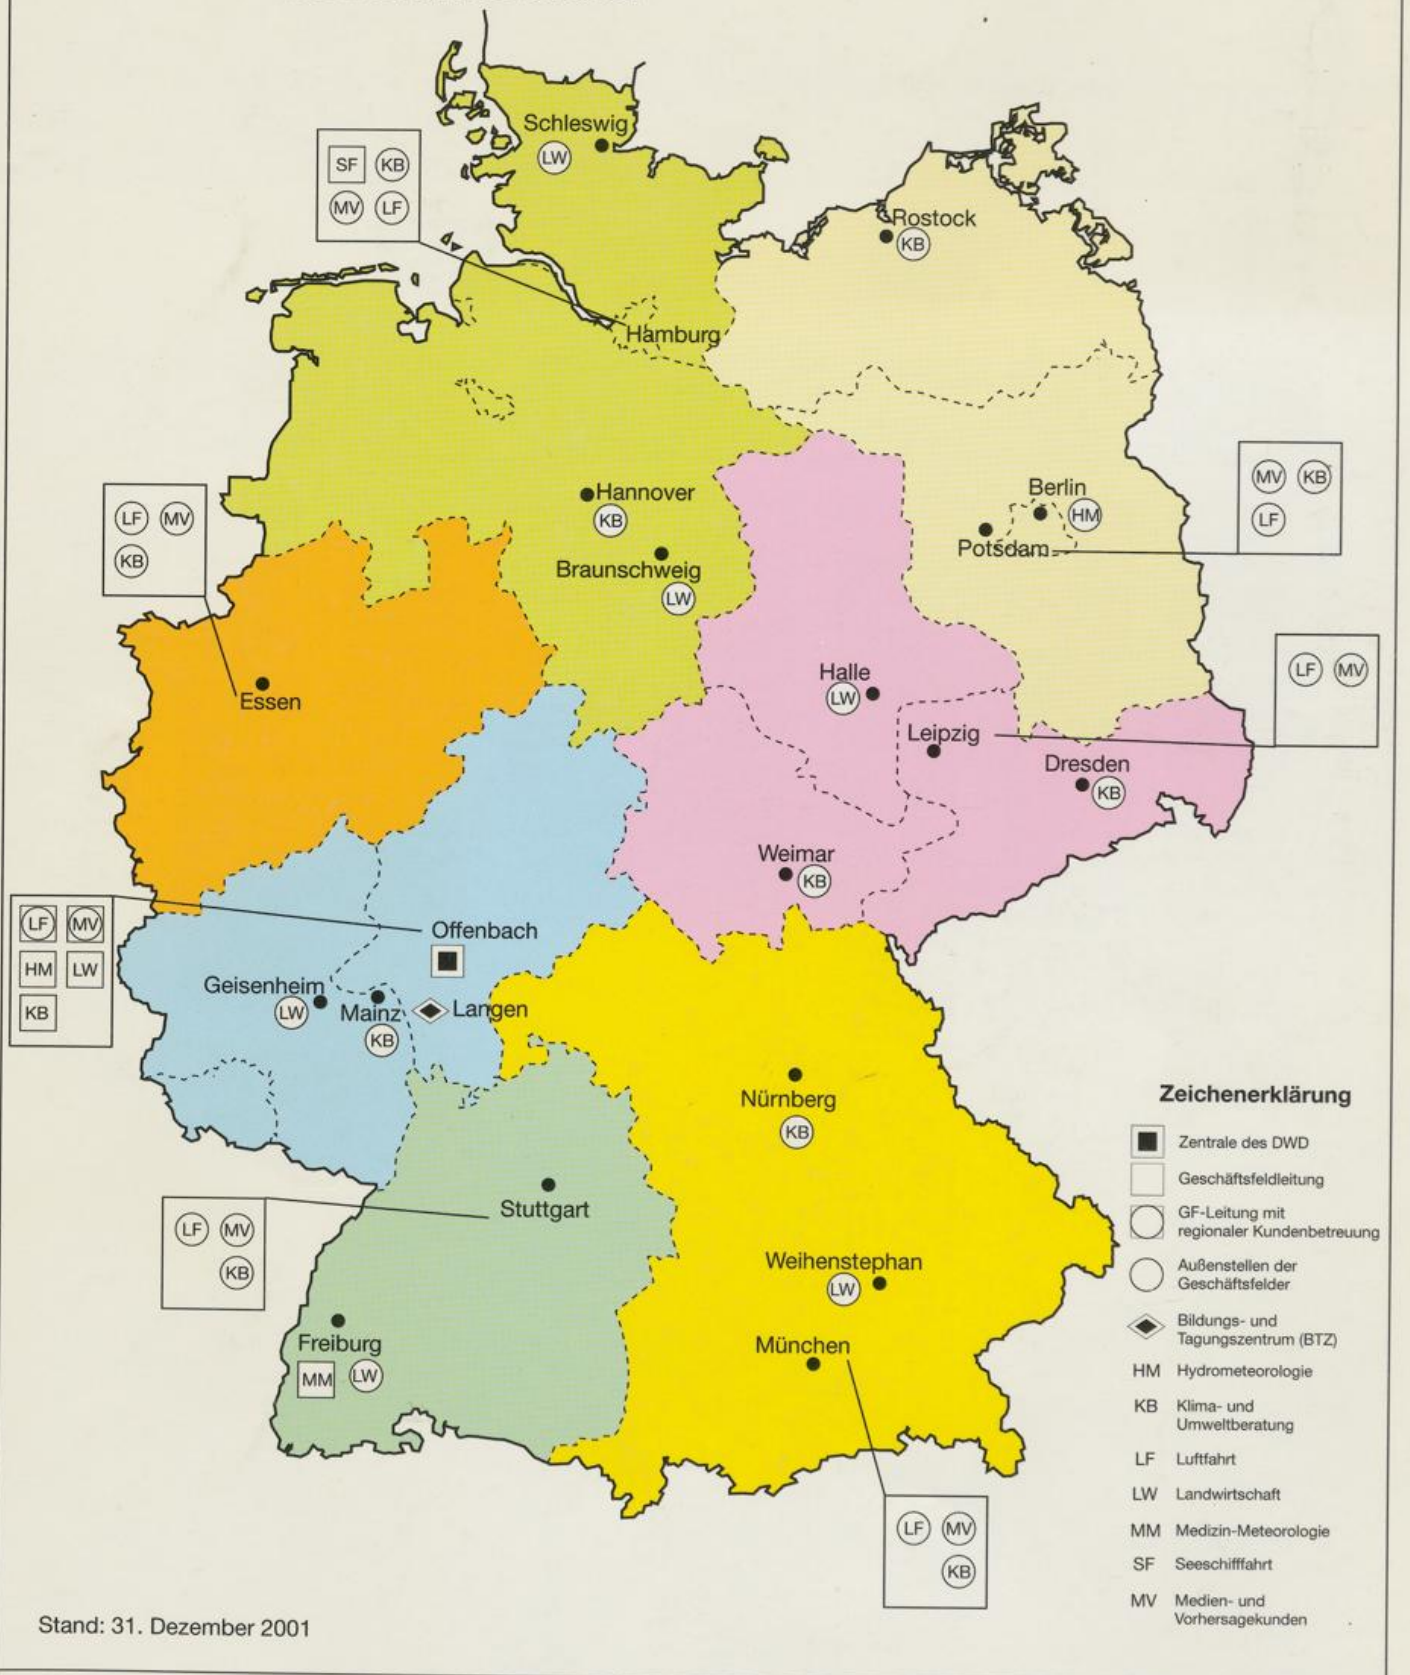 Schleswig
LW
SF KB
MV LF
Rostock
KB
Hamburg
MV KB
LF
Hannover
KB
Berlin
HM
Potsdam
LF MV
KB
Braunschweig
LW
LF MV
Halle
LW
Essen
Leipzig
Dresden
KB
Weimar
KB
LF MV
HM LW
KB
Offenbach
Geisenheim
LW
Mainz
KB
Langen
Nürnberg
KB
Stuttgart
LF MV
KB
Weihenstephan
LW
Freiburg
MM LW
München
LF MV
KB
Zeichenerklärung
Zentrale des DWD
Geschäftsfeldleitung
GF-Leitung mit
regionaler Kundenbetreuung
Außenstellen der
Geschäftsfelder
Bildungs- und
Tagungszentrum (BTZ)
HM Hydrometeorologie
KB Klima- und
Umweltberatung
LF Luftfahrt
LW Landwirtschaft
MM Medizin-Meteorologie
SF Seeschifffahrt
MV Medien- und
Vorhersagekunden
Stand: 31. Dezember 2001